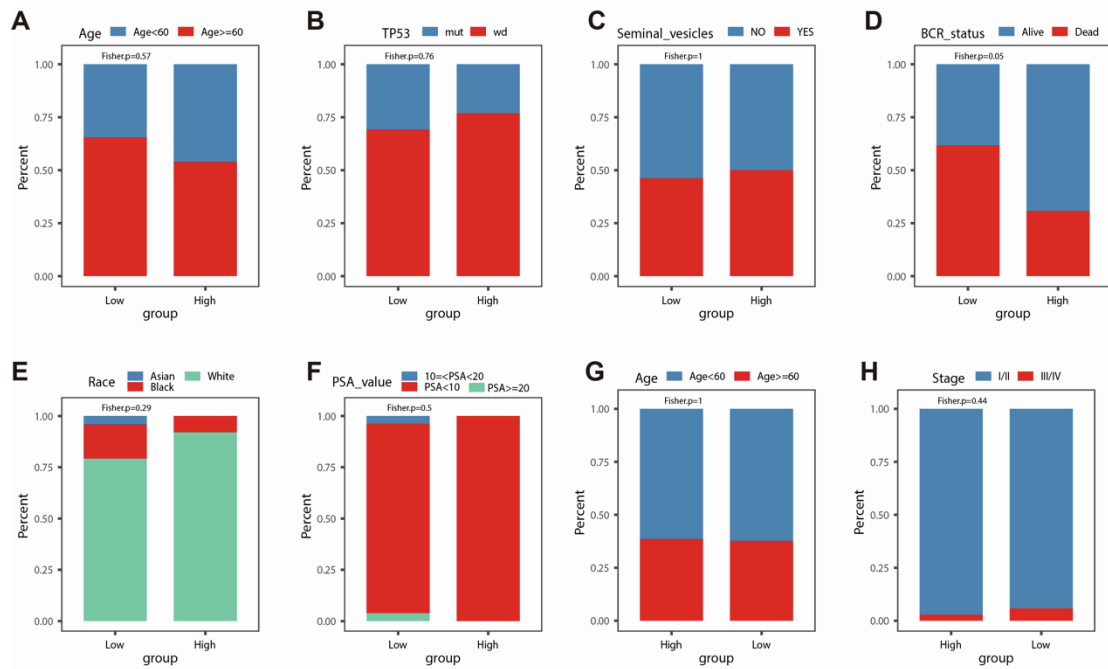 A
Age
Age<60
Age>=60
Fisher.p=0.57
1.00
0.75
0.50
0.25
0.00
Percent
Low
High
group
B
TP53
mut
wd
Fisher.p=0.76
1.00
0.75
0.50
0.25
0.00
Percent
Low
High
group
C
Seminal_vesicles
NO
YES
Fisher.p=1
1.00
0.75
0.50
0.25
0.00
Percent
Low
High
group
D
BCR_status
Alive
Dead
Fisher.p=0.05
1.00
0.75
0.50
0.25
0.00
Percent
Low
High
group
E
Race
Asian
White
Black
Fisher.p=0.29
1.00
0.75
0.50
0.25
0.00
Percent
Low
High
group
F
PSA_value
10=<PSA<20
PSA<10
PSA>=20
Fisher.p=0.5
1.00
0.75
0.50
0.25
0.00
Percent
Low
High
group
G
Age
Age<60
Age>=60
Fisher.p=1
1.00
0.75
0.50
0.25
0.00
Percent
High
Low
group
H
Stage
I/II
III/IV
Fisher.p=0.44
1.00
0.75
0.50
0.25
0.00
Percent
High
Low
group